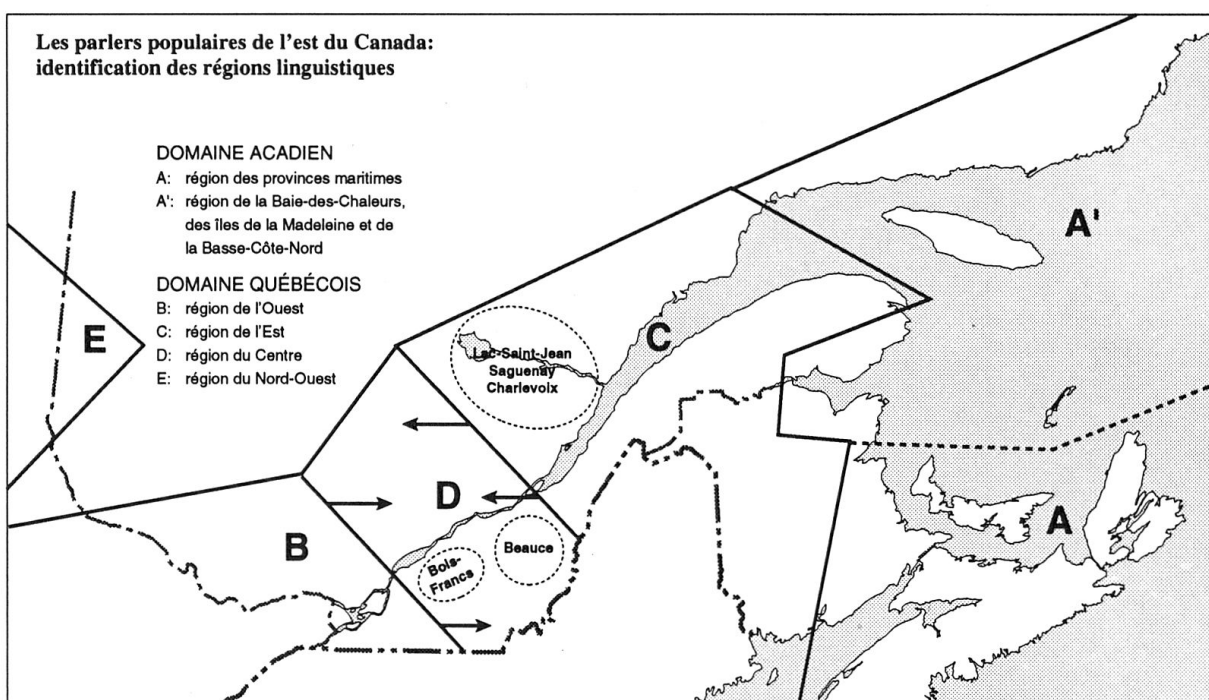 Les parlers populaires de l'est du Canada:
identification des régions linguistiques
DOMAINE ACADIEN
A: région des provinces maritimes
A': région de la Baie-des-Chaleurs,
des îles de la Madeleine et de
la Basse-Côte-Nord
DOMAINE QUÉBÉCOIS
B: région de l'Ouest
C: région de l'Est
D: région du Centre
E: région du Nord-Ouest
A'
E
C
Lac-Saint-Jean
Saguenay
Charlevoix
D
B
A
Beauce
Bois-
Francs